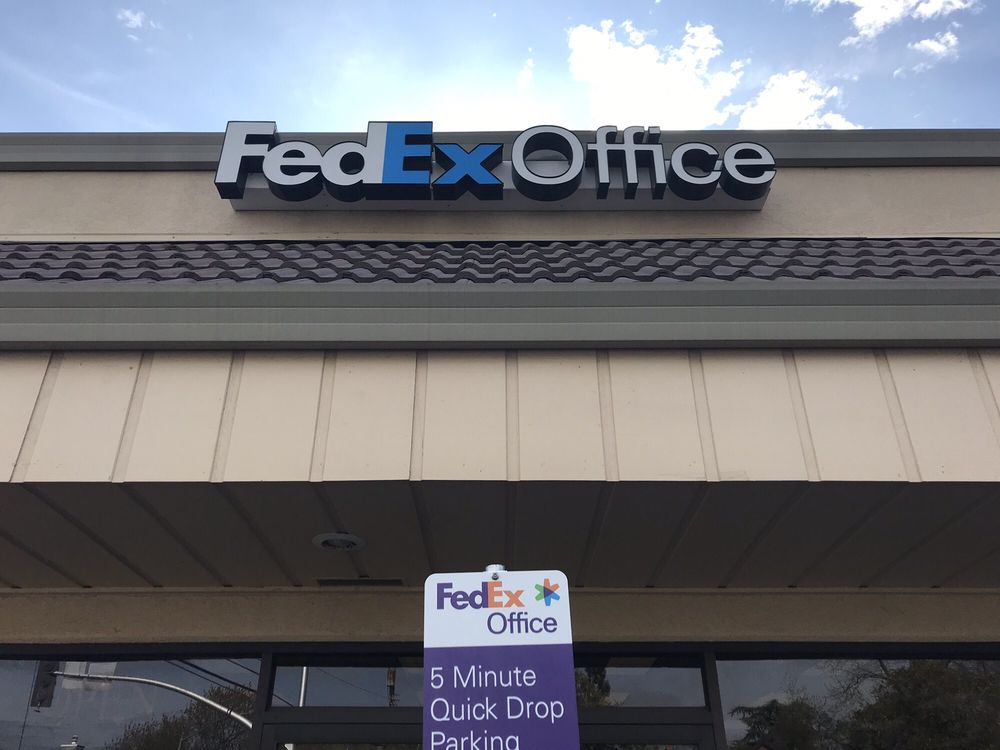 FedEx Office
FedEx
Office
5 Minute
Quick Drop
Parking